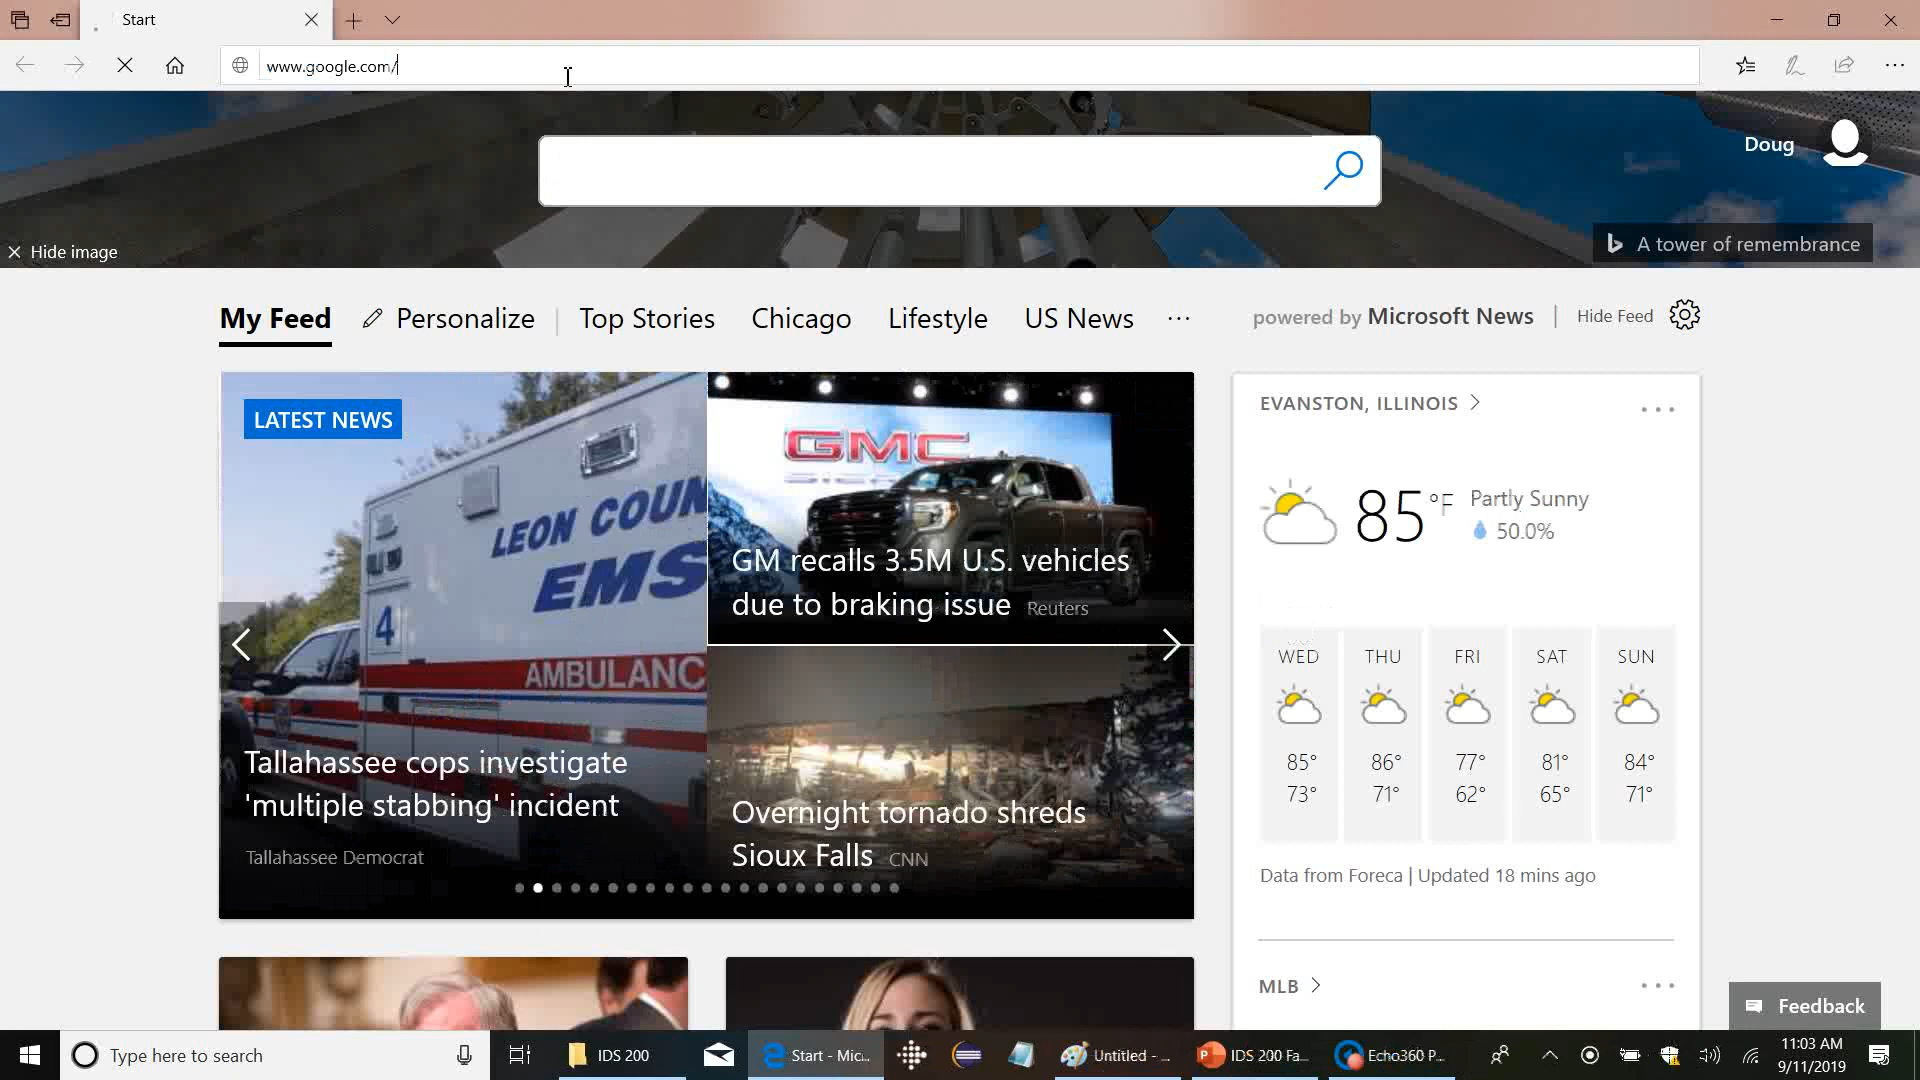 Start
www.google.com/
Doug
Hide image
A tower of remembrance
My Feed
Personalize
Top Stories
Chicago
Lifestyle
US News
powered by Microsoft News
Hide Feed
LATEST NEWS
LEON COUN
EMS
4
AMBULANC
Tallahassee cops investigate
'multiple stabbing' incident
Tallahassee Democrat
GMC
GM recalls 3.5M U.S. vehicles
due to braking issue Reuters
Overnight tornado shreds
Sioux Falls CNN
EVANSTON, ILLINOIS
85°F
Partly Sunny
50.0%
WED THU FRI SAT SUN
85° 86° 77° 81° 84°
73° 71° 62° 65° 71°
Data from Foreca | Updated 18 mins ago
MLB
Feedback
Type here to search
IDS 200
Start - Mic...
Untitled - ...
IDS 200 Fa...
Echo360 P...
11:03 AM
9/11/2019